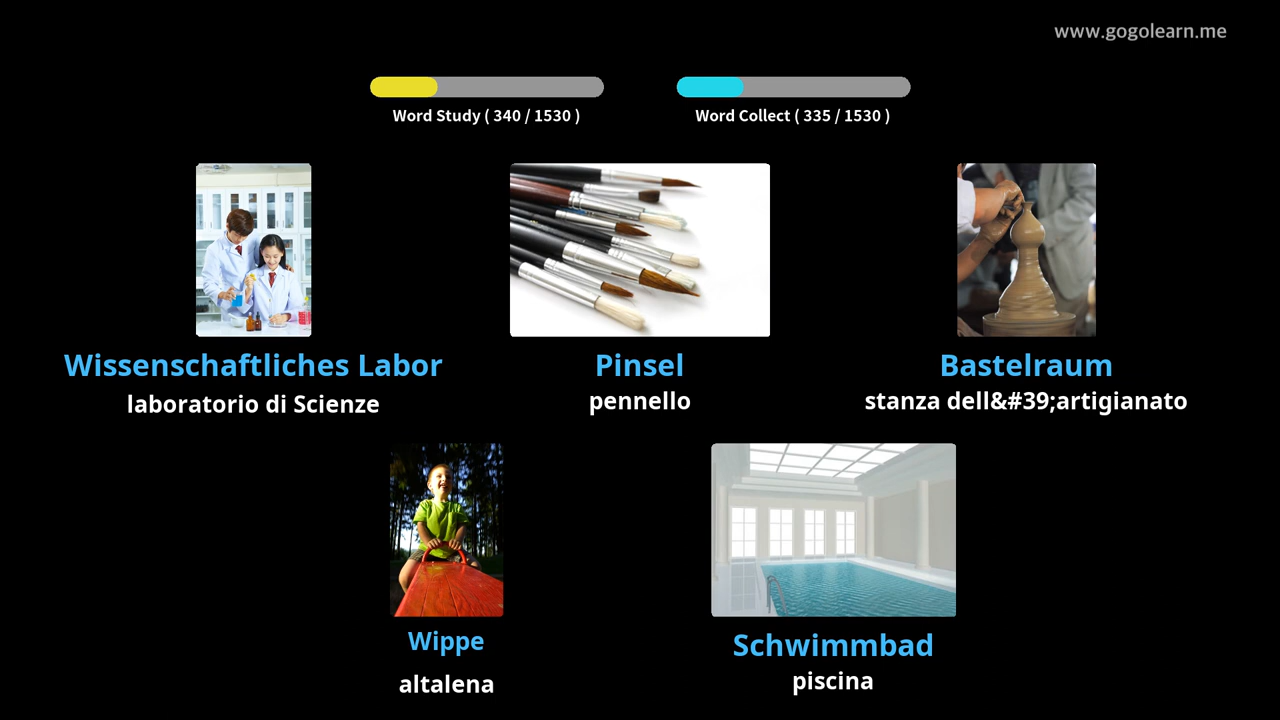 www.gogolearn.me
Word Study ( 340 / 1530 )
Word Collect ( 335 / 1530 )
Wissenschaftliches Labor
laboratorio di Scienze
Pinsel
pennello
Bastelraum
stanza dell&#39;artigianato
Wippe
altalena
Schwimmbad
piscina